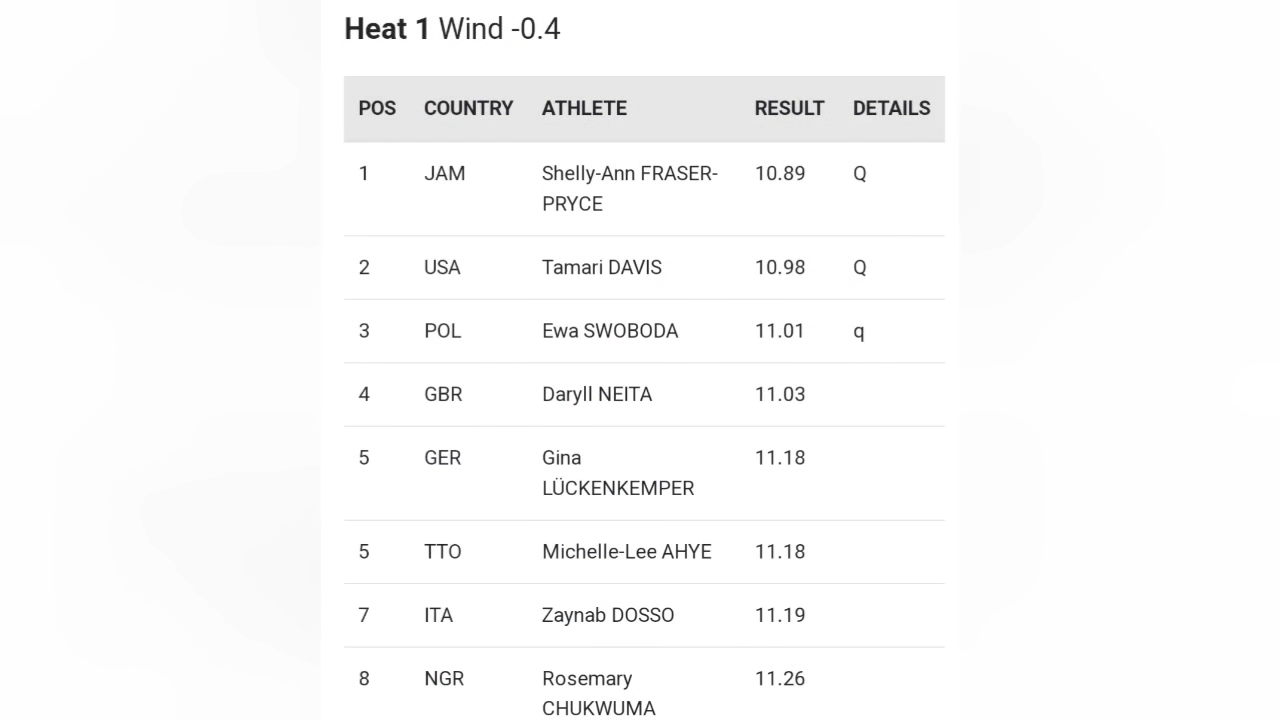 Heat 1 Wind -0.4
POS COUNTRY ATHLETE RESULT DETAILS
1 JAM Shelly-Ann FRASER- 10.89 Q
PRYCE
2 USA Tamari DAVIS 10.98 Q
3 POL Ewa SWOBODA 11.01 q
4 GBR Daryll NEITA 11.03
5 GER Gina 11.18
LÜCKENKEMPER
5 TTO Michelle-Lee AHYE 11.18
7 ITA Zaynab DOSSO 11.19
8 NGR Rosemary 11.26
CHUKWUMA